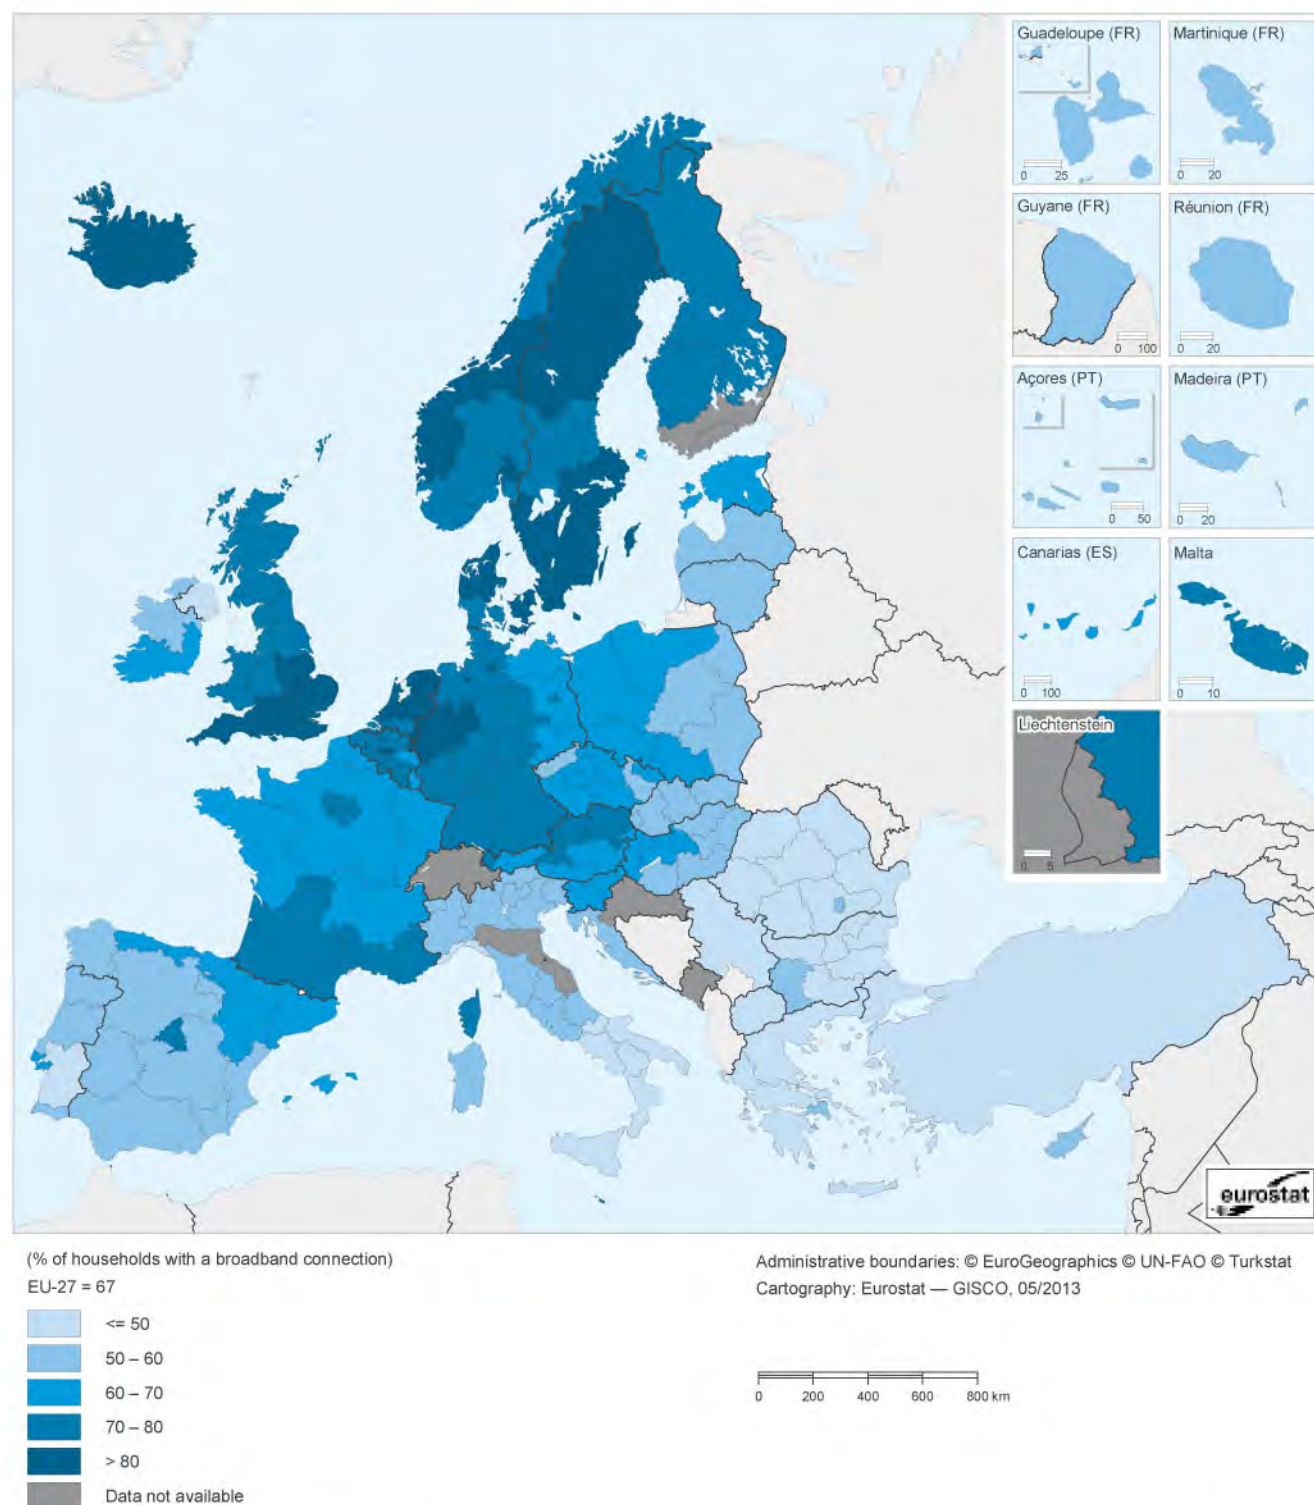 Guadeloupe (FR)
0 25
Martinique (FR)
0 20
Guyane (FR)
0 100
Réunion (FR)
0 20
Açores (PT)
0 50
Madeira (PT)
0 20
Canarias (ES)
0 100
Malta
0 10
Liechtenstein
0 5
eurostat
(% of households with a broadband connection)
EU-27 = 67
<= 50
50 – 60
60 – 70
70 – 80
> 80
Data not available
Administrative boundaries: © EuroGeographics © UN-FAO © Turkstat
Cartography: Eurostat — GISCO, 05/2013
0 200 400 600 800 km